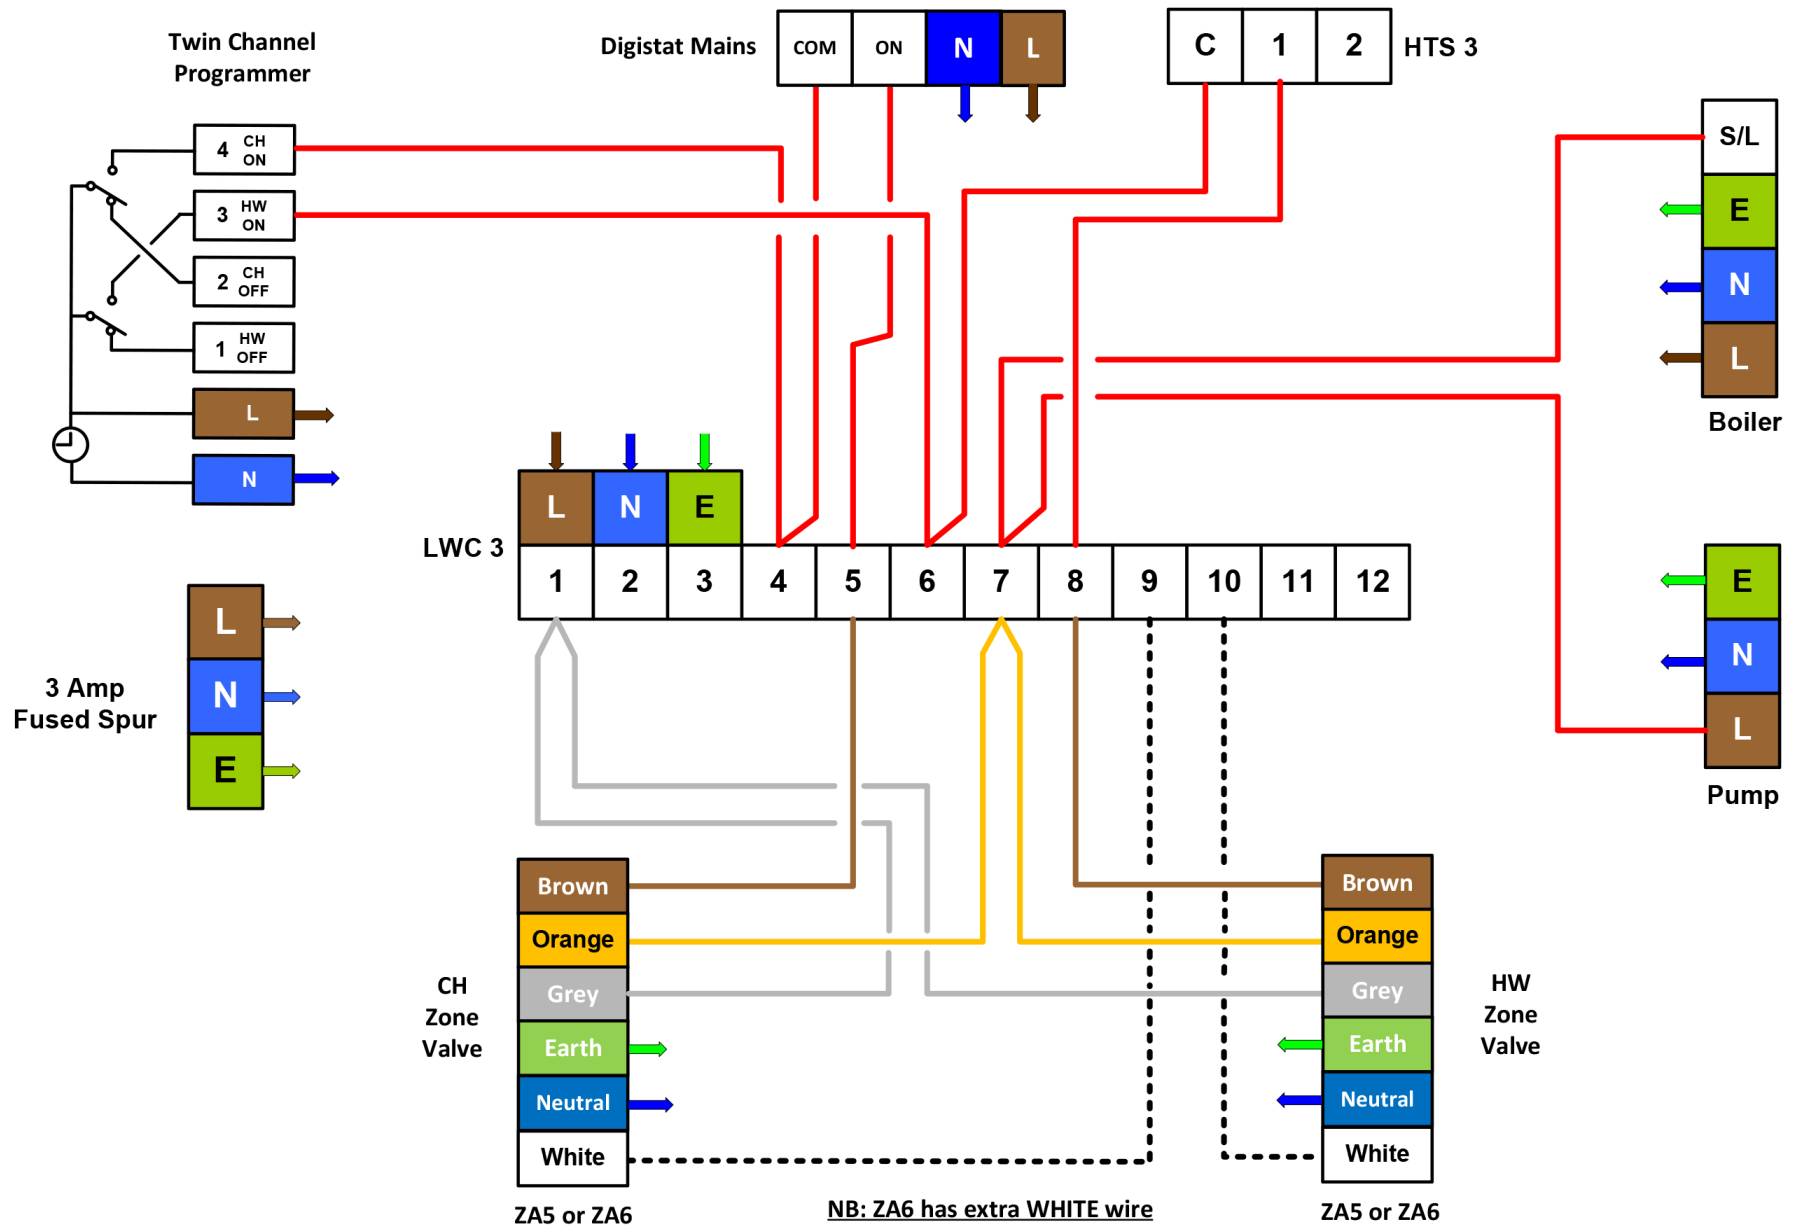 Twin Channel
Programmer
Digistat Mains
COM ON N L
C 1 2
HTS 3
4 CH
ON
3 HW
ON
2 CH
OFF
1 HW
OFF
L
N
S/L
E
N
L
Boiler
L N E
LWC 3
1 2 3 4 5 6 7 8 9 10 11 12
3 Amp
Fused Spur
L
N
E
E
N
L
Pump
CH
Zone
Valve
Brown
Orange
Grey
Earth
Neutral
White
ZA5 or ZA6
NB: ZA6 has extra WHITE wire
Brown
Orange
Grey
Earth
Neutral
White
HW
Zone
Valve
ZA5 or ZA6